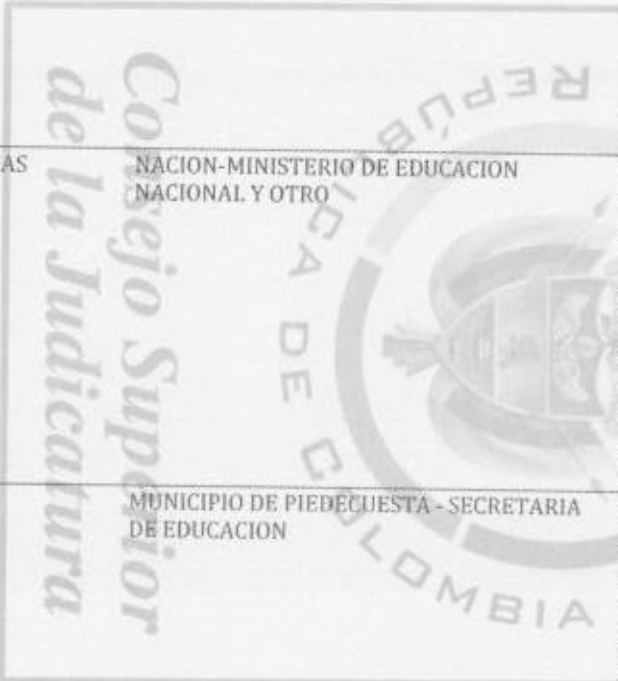 Consejo Superior
de la Judicatura
REPÚBLICA DE COLOMBIA
AS
NACION-MINISTERIO DE EDUCACION
NACIONAL Y OTRO
MUNICIPIO DE PIEDECUESTA - SECRETARIA
DE EDUCACION